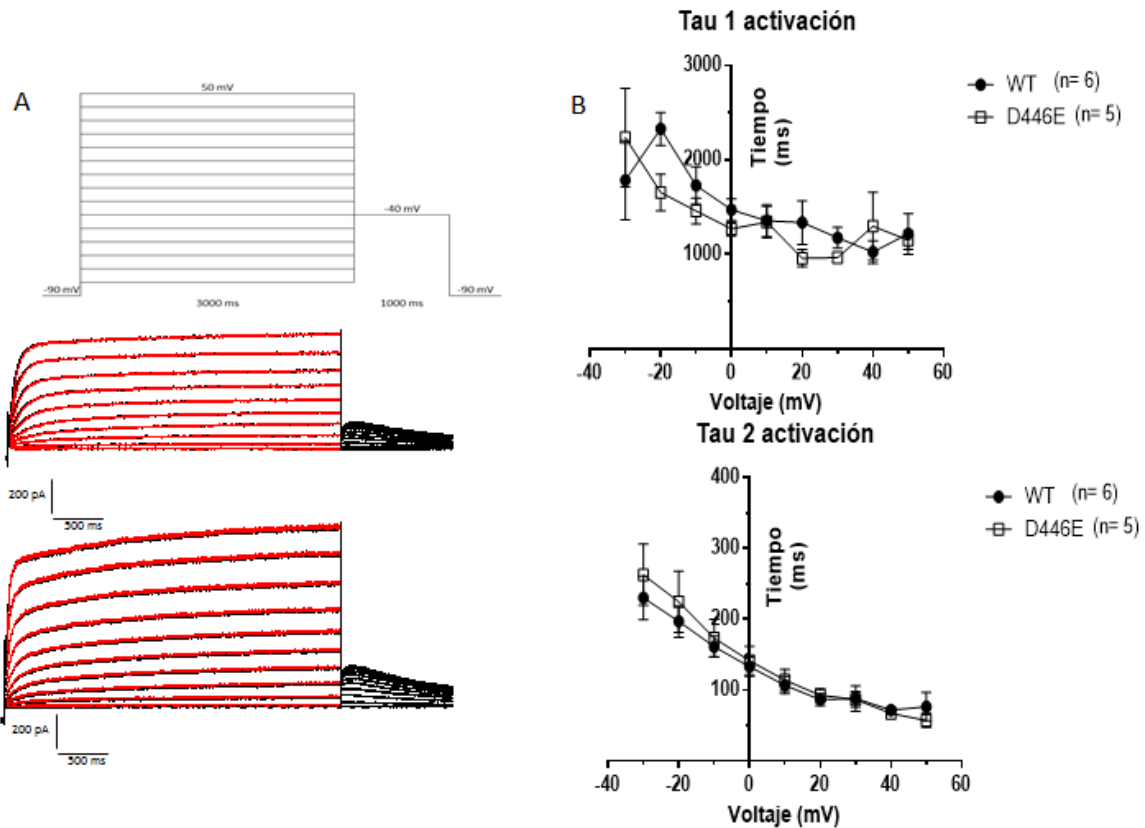 A
50 mV
-40 mV
-90 mV
3000 ms
1000 ms
-90 mV
200 pA
500 ms
200 pA
500 ms
B
Tau 1 activación
3000
2000
1000
Tiempo
(ms)
WT (n= 6)
D446E (n= 5)
-40
-20
0
20
40
60
Voltaje (mV)
Tau 2 activación
400
300
200
100
Tiempo
(ms)
WT (n= 6)
D446E (n= 5)
-40
-20
0
20
40
60
Voltaje (mV)